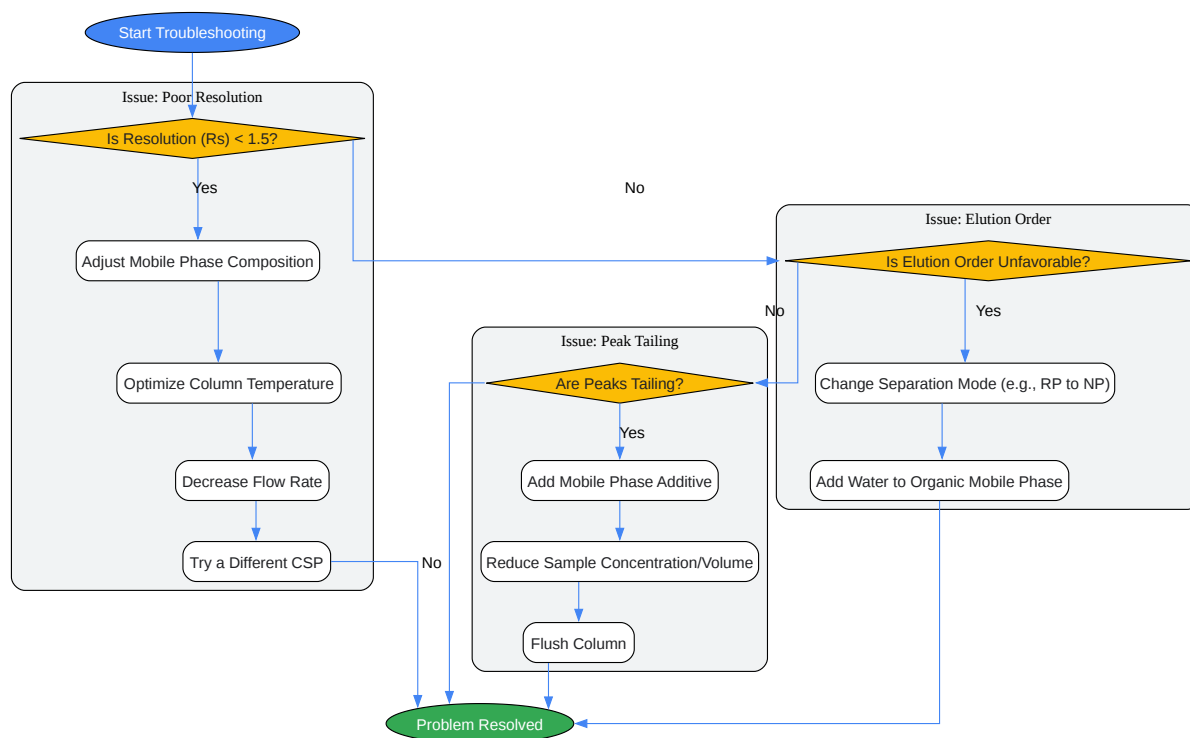 Start Troubleshooting
Issue: Poor Resolution
Is Resolution (Rs) < 1.5?
Yes
No
Adjust Mobile Phase Composition
Optimize Column Temperature
Decrease Flow Rate
Try a Different CSP
Issue: Elution Order
Is Elution Order Unfavorable?
No
Yes
Change Separation Mode (e.g., RP to NP)
Add Water to Organic Mobile Phase
Issue: Peak Tailing
Are Peaks Tailing?
Yes
Add Mobile Phase Additive
Reduce Sample Concentration/Volume
No
Flush Column
Problem Resolved